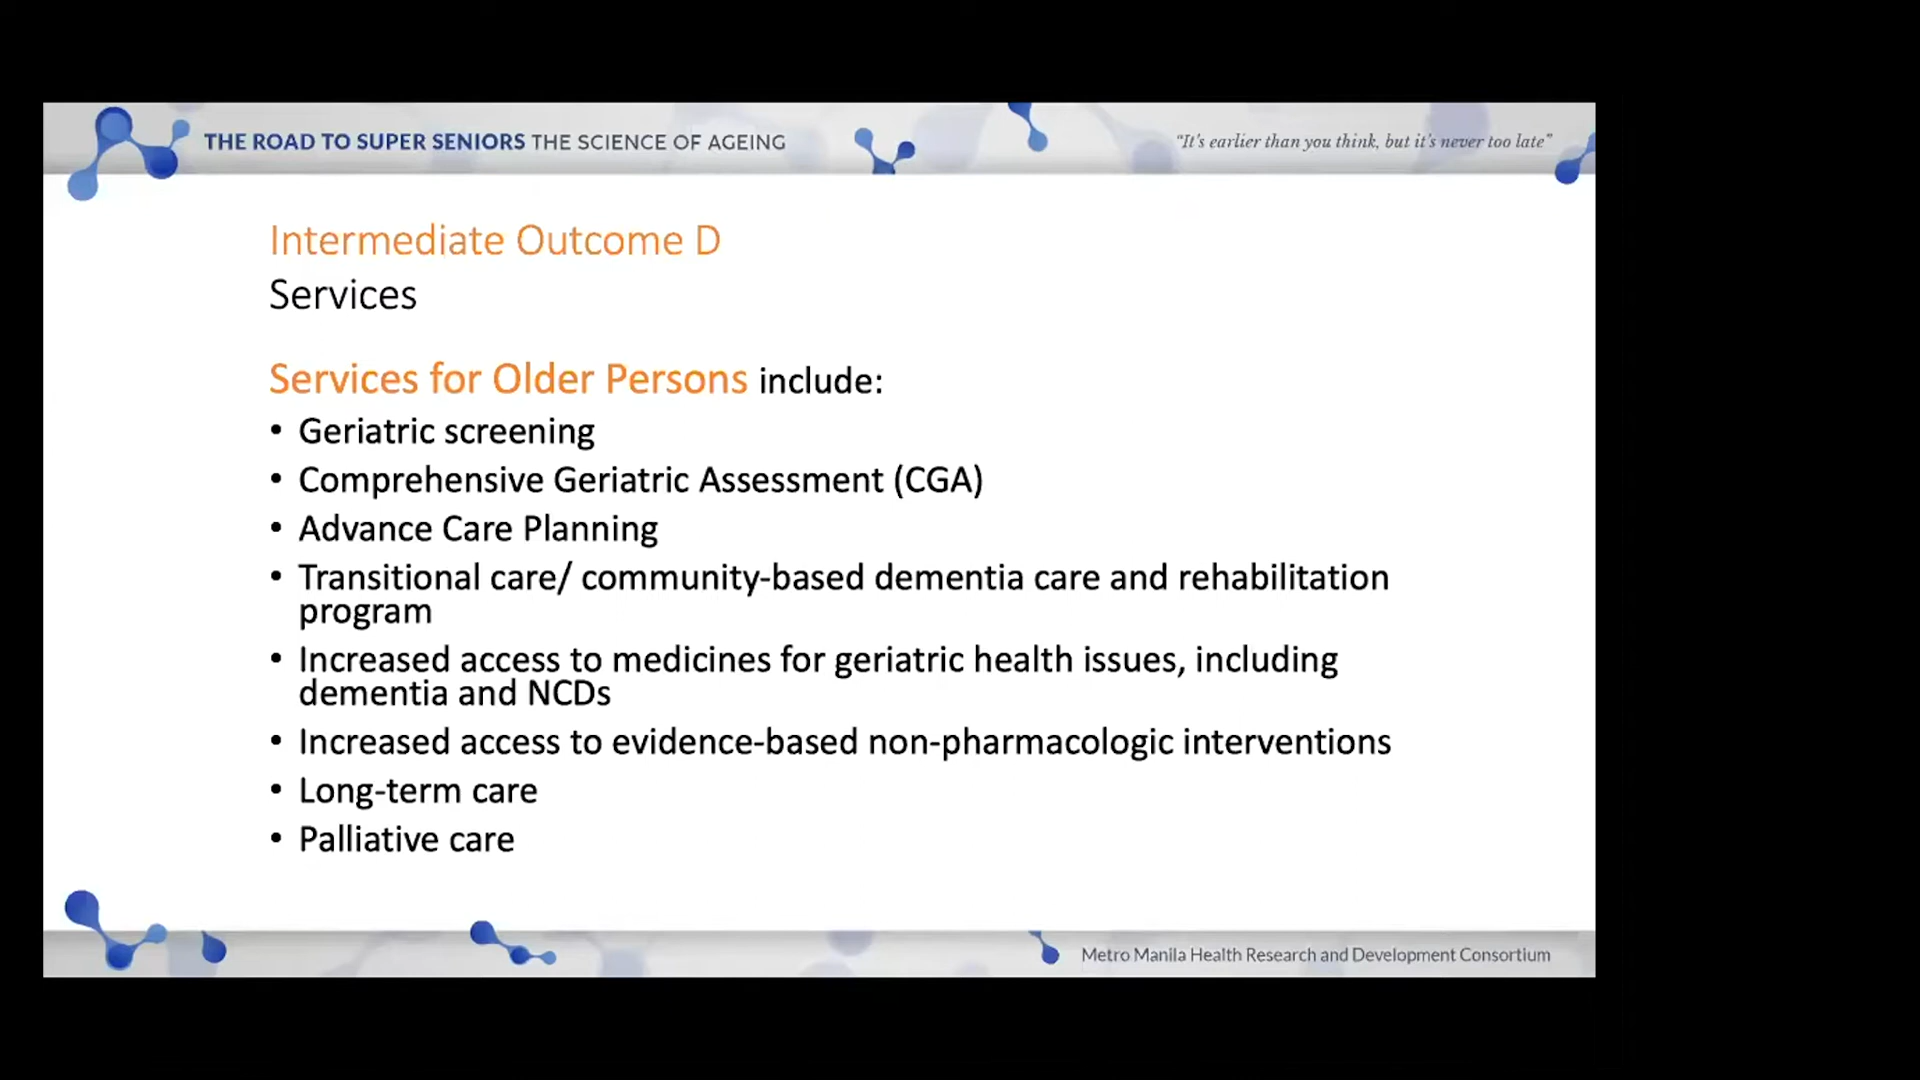 THE ROAD TO SUPER SENIORS THE SCIENCE OF AGEING
“It’s earlier than you think, but it’s never too late”
Intermediate Outcome D
Services
Services for Older Persons include:
• Geriatric screening
• Comprehensive Geriatric Assessment (CGA)
• Advance Care Planning
• Transitional care/ community-based dementia care and rehabilitation
program
• Increased access to medicines for geriatric health issues, including
dementia and NCDs
• Increased access to evidence-based non-pharmacologic interventions
• Long-term care
• Palliative care
Metro Manila Health Research and Development Consortium